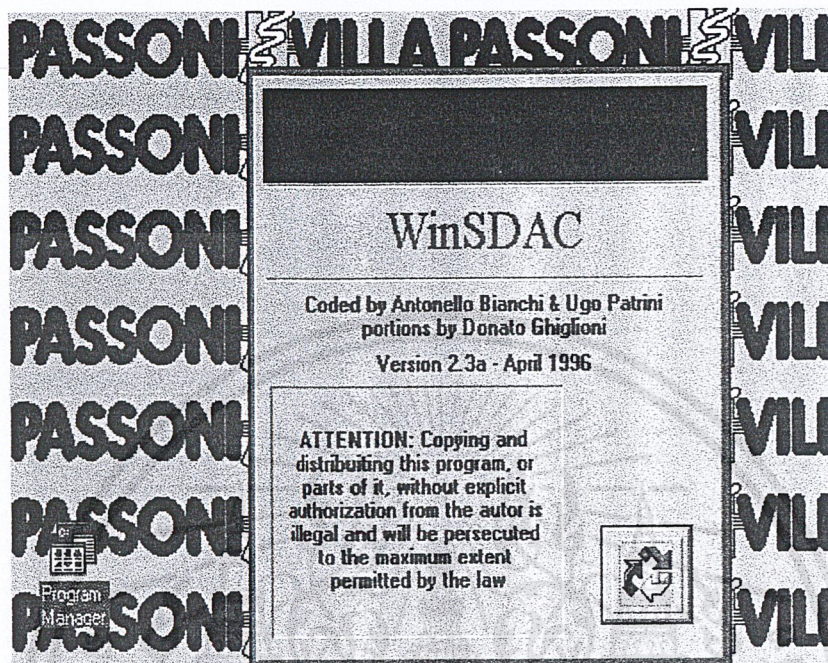 PASSONI VILLA PASSONI VILL
PASSONI VILL
PASSONI VILL
PASSONI VILL
PASSONI VILL
PASSONI VILL
PASSONI VILL
WinSDAC
Coded by Antonello Bianchi & Ugo Patrini
portions by Donato Ghiglioni
Version 2.3a - April 1996
ATTENTION: Copying and
distribuiting this program, or
parts of it, without explicit
authorization from the autor is
illegal and will be persecuted
to the maximum extent
permitted by the law
Program
Manager